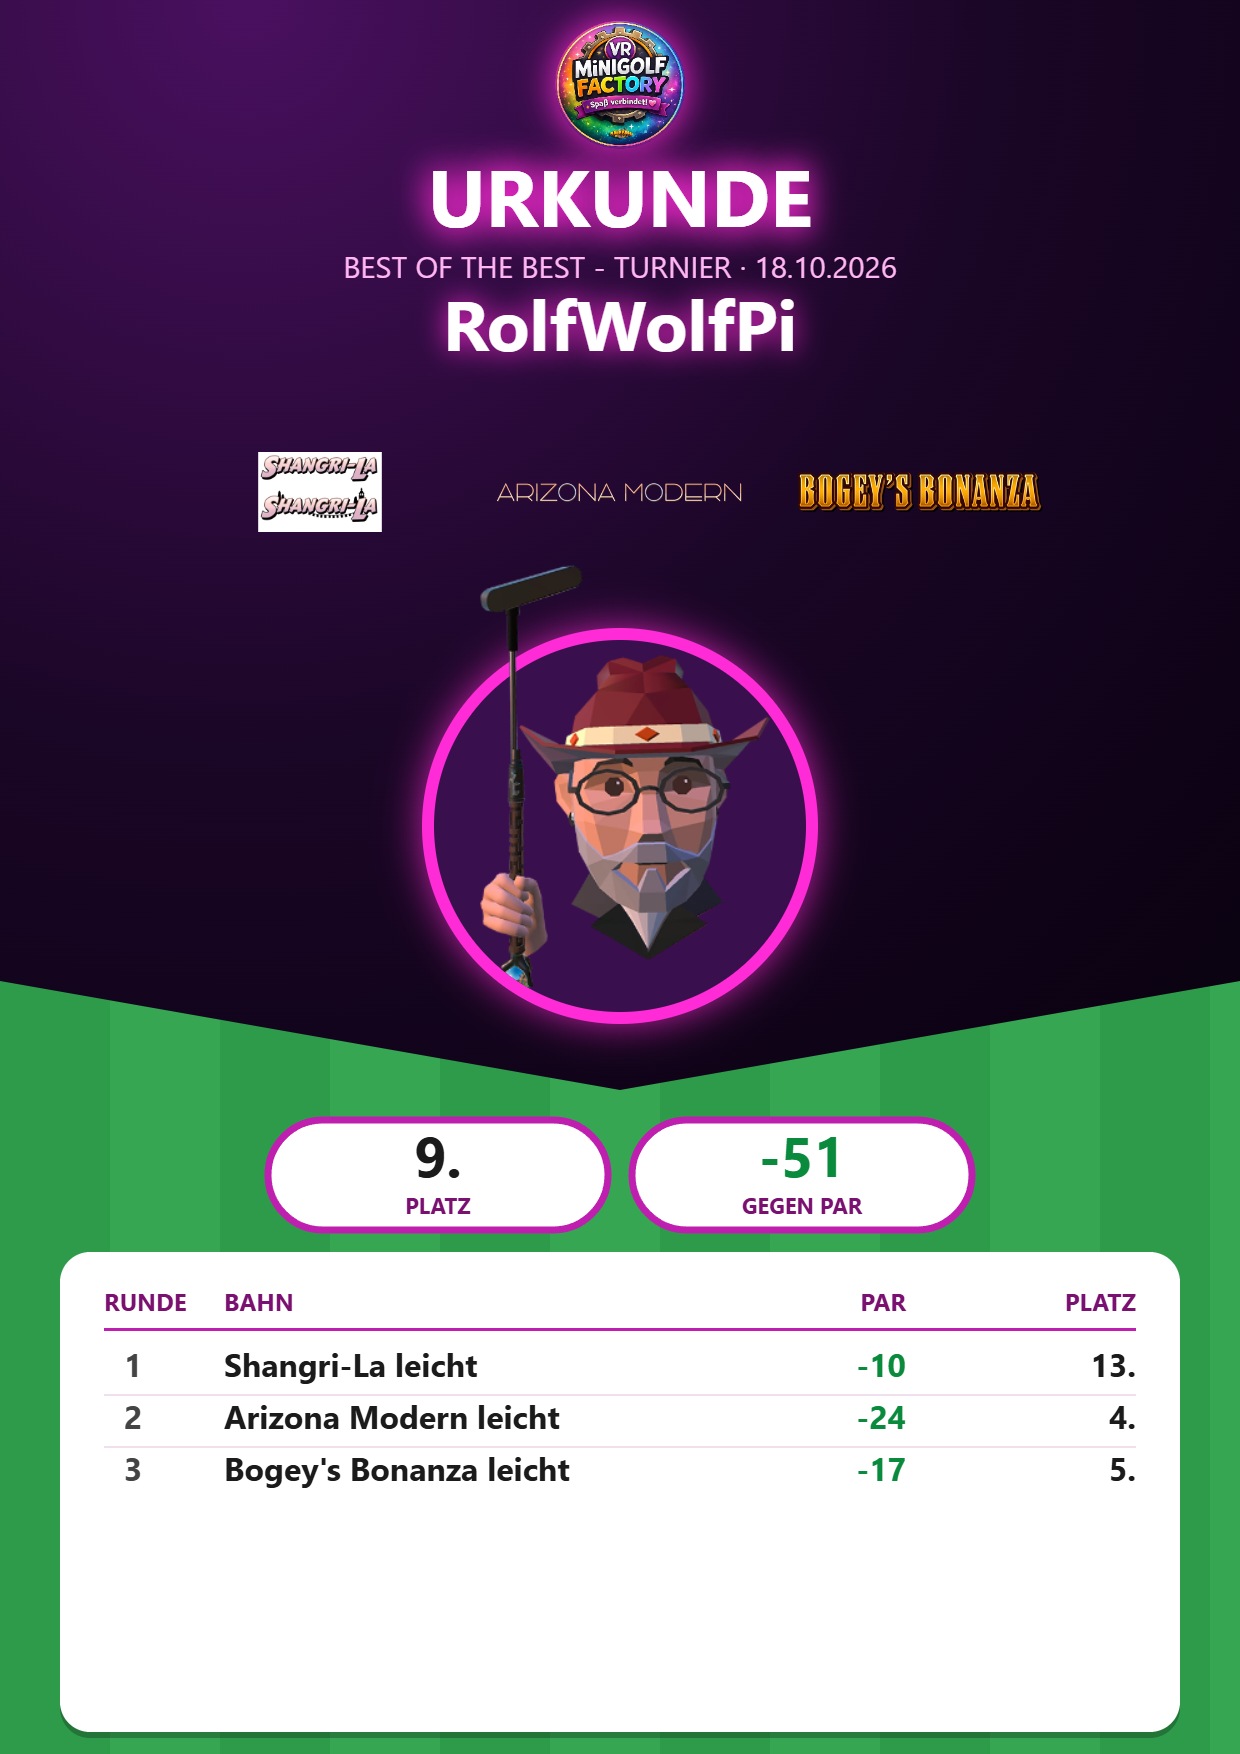 VR
MINIGOLF
FACTORY
Spaß verbindet!
URKUNDE
BEST OF THE BEST - TURNIER · 18.10.2026
RolfWolfPi
SHANGRI-LA
SHANGRI-LA
ARIZONA MODERN
BOGEY'S BONANZA
9.
PLATZ
-51
GEGEN PAR
RUNDE BAHN PAR PLATZ
1 Shangri-La leicht -10 13.
2 Arizona Modern leicht -24 4.
3 Bogey's Bonanza leicht -17 5.